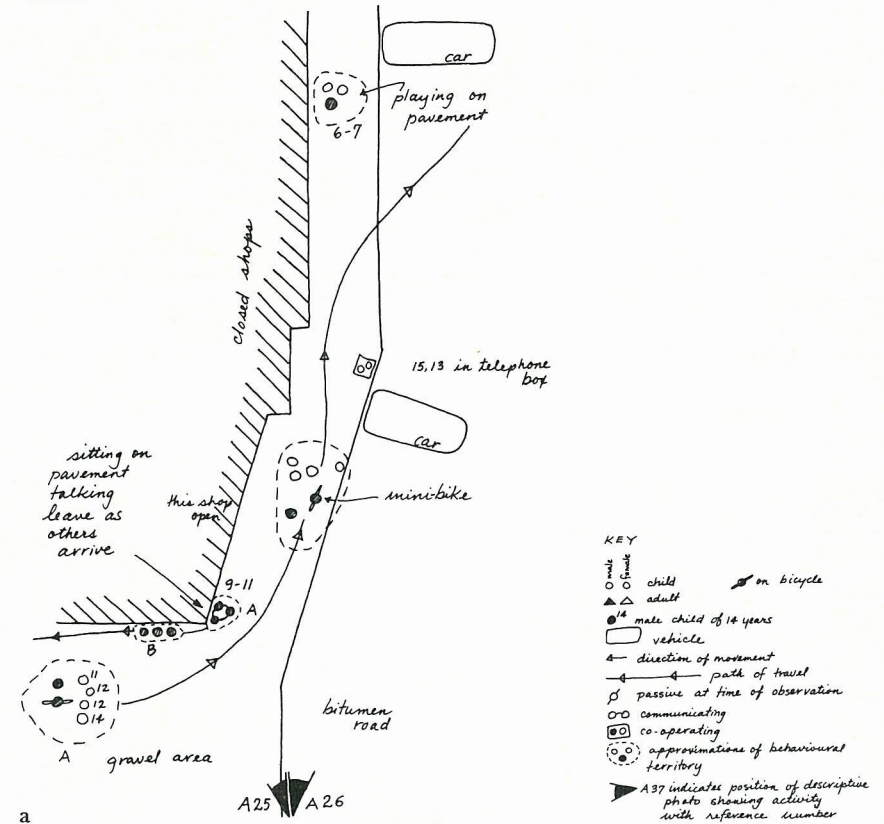 car
playing on
pavement
6-7
closed shops
15,13 in telephone
box
car
sitting on
pavement
talking
leave as
others
arrive
this shop
open
mini-bike
9-11
A
B
11
12
12
14
A
gravel area
bitumen
road
A25
A26
a
KEY
male
female
child
on bicycle
adult
14 male child of 14 years
vehicle
direction of movement
path of travel
passive at time of observation
communicating
co-operating
approximations of behavioural
territory
A37 indicates position of descriptive
photo showing activity
with reference number